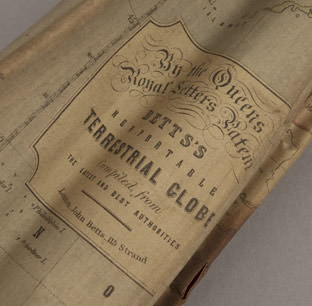 By the Queens
Royal Letters Patent
BETTS'S
PORTABLE
TERRESTRIAL GLOBE
Compiled from
THE LATEST AND BEST AUTHORITIES
John Betts, 115 Strand
N
O